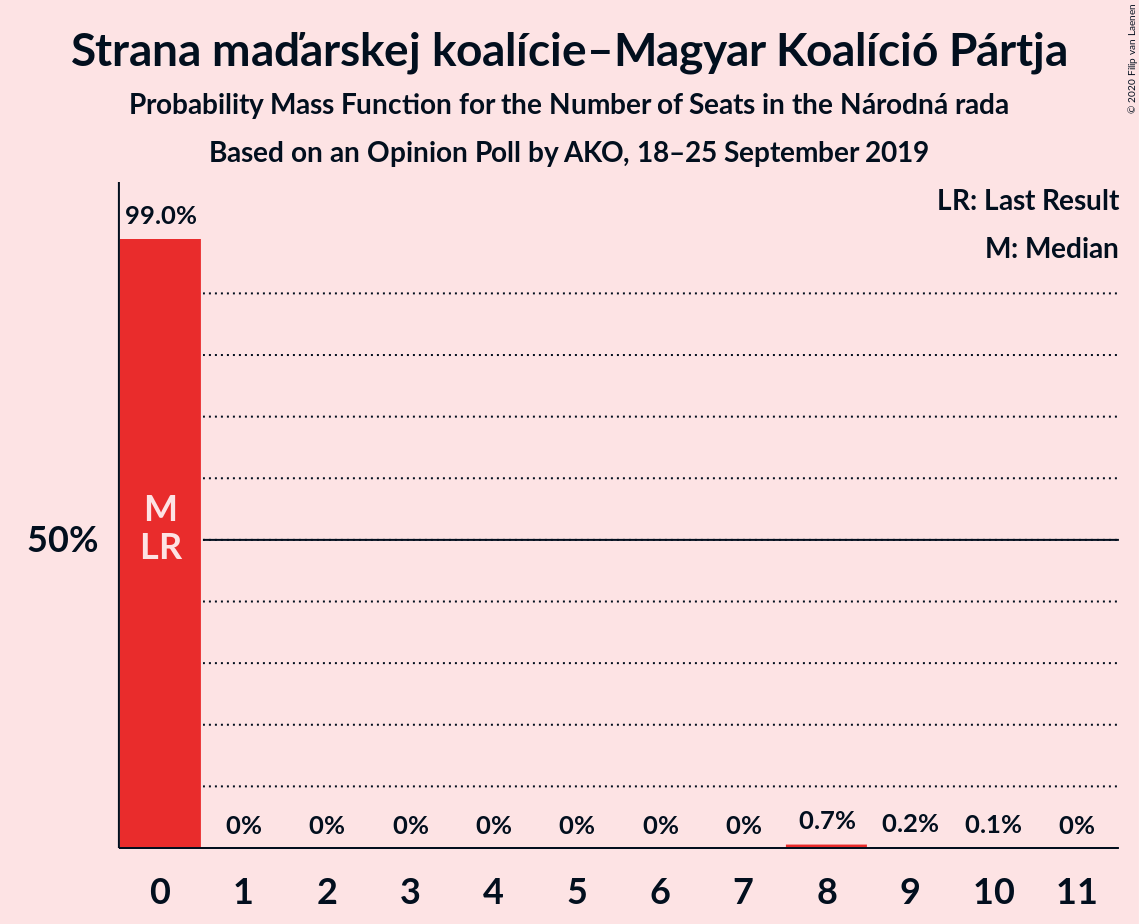 Strana maďarskej koalície–Magyar Koalíció Pártja
Probability Mass Function for the Number of Seats in the Národná rada
Based on an Opinion Poll by AKO, 18–25 September 2019
© 2020 Filip van Laenen
LR: Last Result
M: Median
99.0%
M
LR
50%
0% 0% 0% 0% 0% 0% 0% 0.7% 0.2% 0.1% 0%
0 1 2 3 4 5 6 7 8 9 10 11